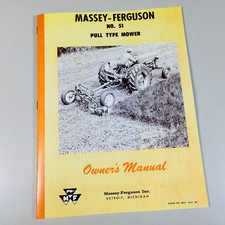 MASSEY-FERGUSON
NO. 51
PULL TYPE MOWER
Owner's Manual
Massey-Ferguson Inc.
DETROIT, MICHIGAN